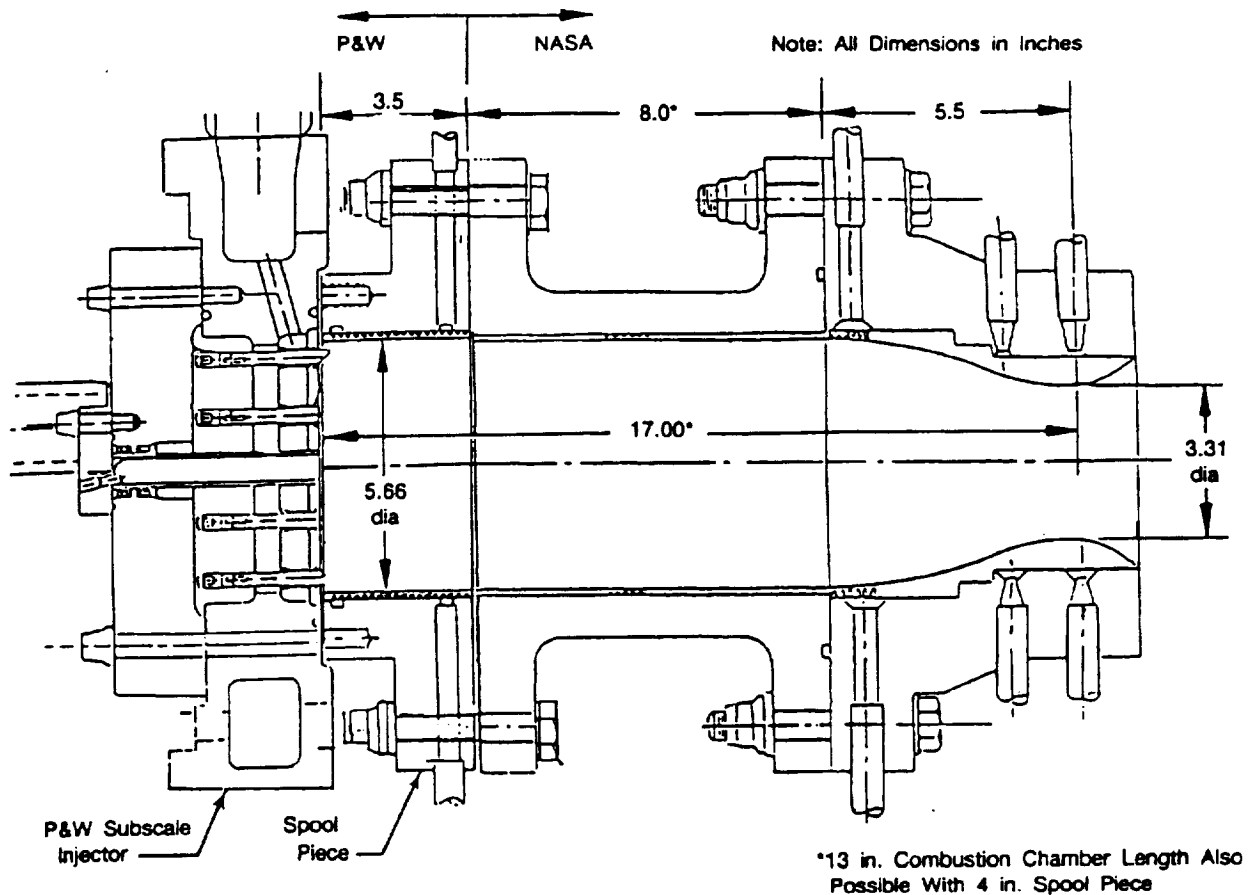 P&W
NASA
Note: All Dimensions in Inches
3.5
8.0*
5.5
17.00*
5.66
dia
3.31
dia
P&W Subscale
Injector
Spool
Piece
*13 in. Combustion Chamber Length Also
Possible With 4 in. Spool Piece